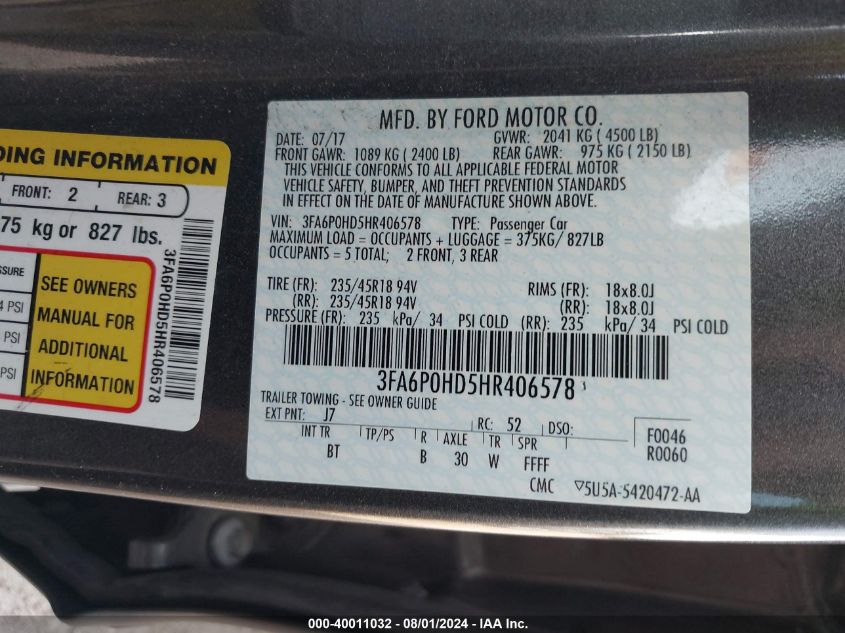 MFD. BY FORD MOTOR CO.
DATE: 07/17 GVWR: 2041 KG ( 4500 LB)
FRONT GAWR: 1089 KG ( 2400 LB) REAR GAWR: 975 KG ( 2150 LB)
THIS VEHICLE CONFORMS TO ALL APPLICABLE FEDERAL MOTOR
VEHICLE SAFETY, BUMPER, AND THEFT PREVENTION STANDARDS
IN EFFECT ON THE DATE OF MANUFACTURE SHOWN ABOVE.
VIN: 3FA6P0HD5HR406578 TYPE: Passenger Car
MAXIMUM LOAD = OCCUPANTS + LUGGAGE = 375KG/ 827LB
OCCUPANTS = 5 TOTAL; 2 FRONT, 3 REAR
TIRE (FR): 235/45R18 94V RIMS (FR): 18x8.0J
(RR): 235/45R18 94V (RR): 18x8.0J
PRESSURE (FR): 235 kPa/ 34 PSI COLD (RR): 235 kPa/ 34 PSI COLD
3FA6P0HD5HR406578
TRAILER TOWING - SEE OWNER GUIDE
EXT PNT: J7 RC: 52 DSO:
INT TR TP/PS R AXLE TR SPR
BT B 30 W FFFF
F0046
R0060
CMC 5U5A-5420472-AA
DING INFORMATION
FRONT: 2 REAR: 3
75 kg or 827 lbs.
SSURE
4 PSI
PSI
PSI
SEE OWNERS
MANUAL FOR
ADDITIONAL
INFORMATION
3FA6P0HD5HR406578
000-40011032 - 08/01/2024 - IAA Inc.